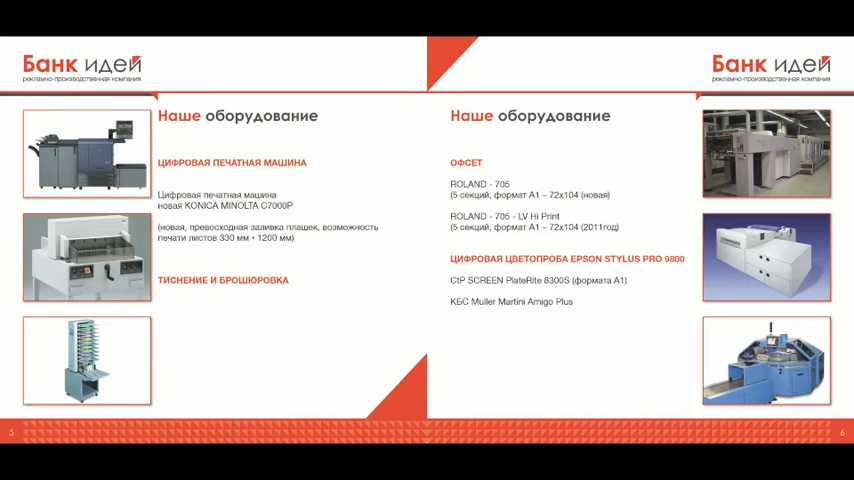 Банк идей
рекламно-производственная компания
Наше оборудование
ЦИФРОВАЯ ПЕЧАТНАЯ МАШИНА
Цифровая печатная машина
новая KONICA MINOLTA C7000P
(новая, превосходная заливка плашек, возможность
печати листов 330 мм • 1200 мм)
ТИСНЕНИЕ И БРОШЮРОВКА
5
Банк идей
рекламно-производственная компания
Наше оборудование
ОФСЕТ
ROLAND - 705
(5 секций, формат А1 – 72х104 (новая)
ROLAND - 705 - LV Hi Print
(5 секций, формат А1 – 72х104 (2011год)
ЦИФРОВАЯ ЦВЕТОПРОБА EPSON STYLUS PRO 9800
CtP SCREEN PlateRite 8300S (формата А1)
КБС Muller Martini Amigo Plus
6